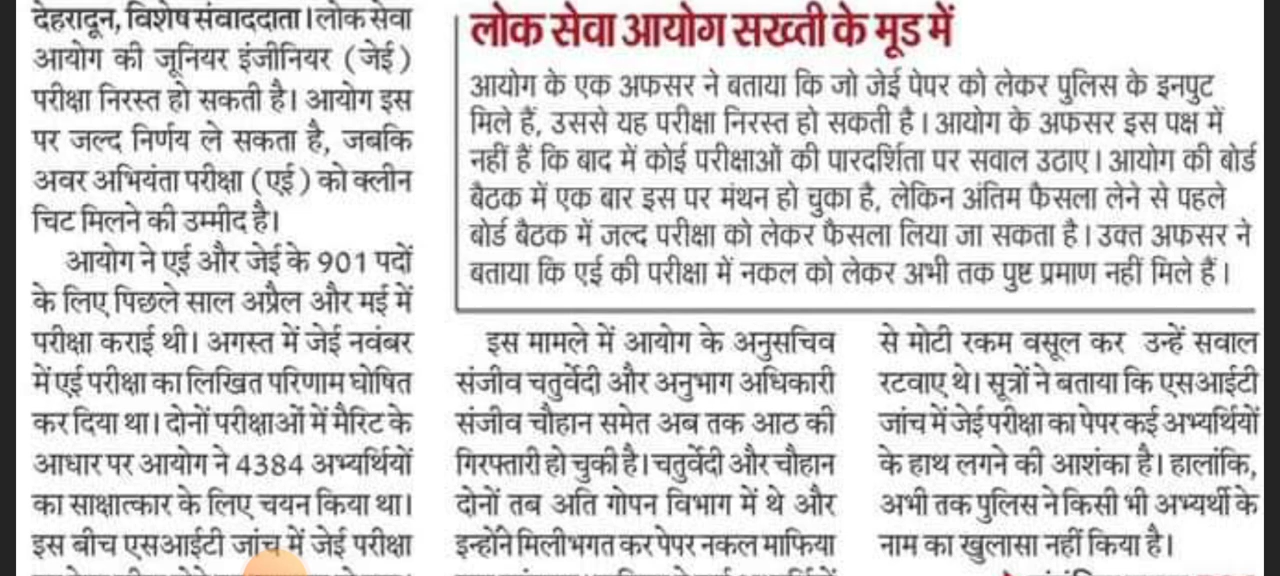 देहरादून, विशेष संवाददाता। लोक सेवा
आयोग की जूनियर इंजीनियर (जेई)
परीक्षा निरस्त हो सकती है। आयोग इस
पर जल्द निर्णय ले सकता है, जबकि
अवर अभियंता परीक्षा (एई) को क्लीन
चिट मिलने की उम्मीद है।
आयोग ने एई और जेई के 901 पदों
के लिए पिछले साल अप्रैल और मई में
परीक्षा कराई थी। अगस्त में जेई नवंबर
में एई परीक्षा का लिखित परिणाम घोषित
कर दिया था। दोनों परीक्षाओं में मैरिट के
आधार पर आयोग ने 4384 अभ्यर्थियों
का साक्षात्कार के लिए चयन किया था।
इस बीच एसआईटी जांच में जेई परीक्षा
लोक सेवा आयोग सख्ती के मूड में
आयोग के एक अफसर ने बताया कि जो जेई पेपर को लेकर पुलिस के इनपुट
मिले हैं, उससे यह परीक्षा निरस्त हो सकती है। आयोग के अफसर इस पक्ष में
नहीं हैं कि बाद में कोई परीक्षाओं की पारदर्शिता पर सवाल उठाए। आयोग की बोर्ड
बैठक में एक बार इस पर मंथन हो चुका है, लेकिन अंतिम फैसला लेने से पहले
बोर्ड बैठक में जल्द परीक्षा को लेकर फैसला लिया जा सकता है। उक्त अफसर ने
बताया कि एई की परीक्षा में नकल को लेकर अभी तक पुष्ट प्रमाण नहीं मिले हैं।
इस मामले में आयोग के अनुसचिव
संजीव चतुर्वेदी और अनुभाग अधिकारी
संजीव चौहान समेत अब तक आठ की
गिरफ्तारी हो चुकी है। चतुर्वेदी और चौहान
दोनों तब अति गोपन विभाग में थे और
इन्होंने मिलीभगत कर पेपर नकल माफिया
से मोटी रकम वसूल कर उन्हें सवाल
रटवाए थे। सूत्रों ने बताया कि एसआईटी
जांच में जेई परीक्षा का पेपर कई अभ्यर्थियों
के हाथ लगने की आशंका है। हालांकि,
अभी तक पुलिस ने किसी भी अभ्यर्थी के
नाम का खुलासा नहीं किया है।